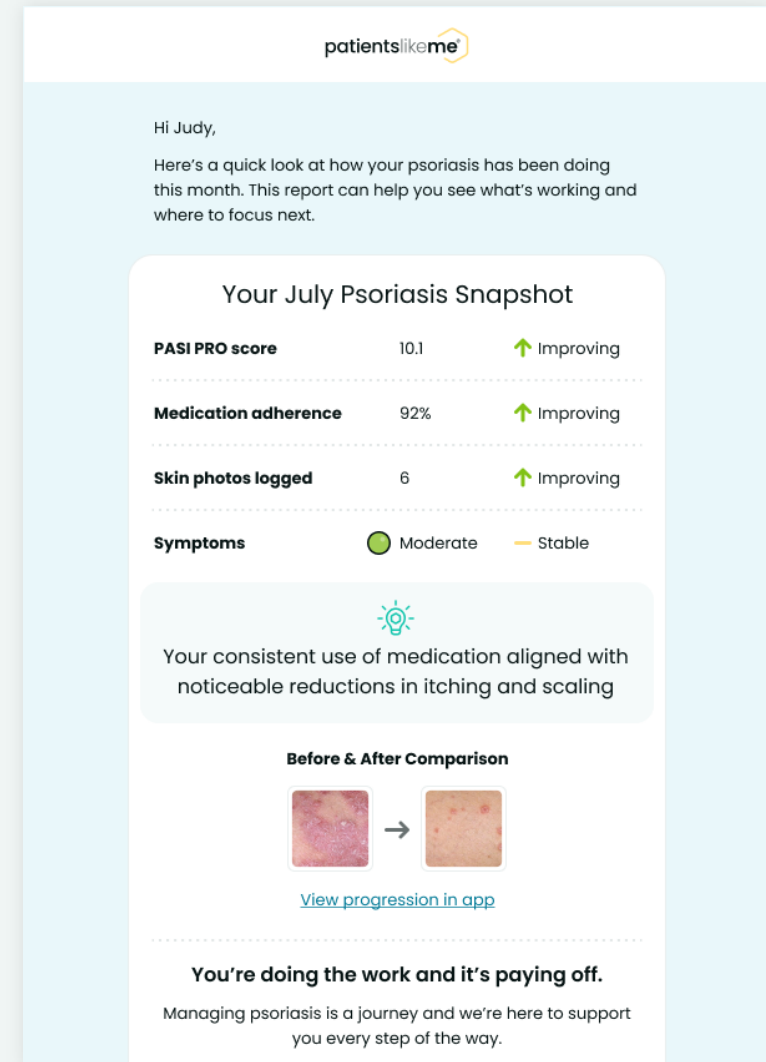 patientslikeme®
Hi Judy,
Here's a quick look at how your psoriasis has been doing
this month. This report can help you see what's working and
where to focus next.
Your July Psoriasis Snapshot
PASI PRO score 10.1 Improving
Medication adherence 92% Improving
Skin photos logged 6 Improving
Symptoms Moderate Stable
Your consistent use of medication aligned with
noticeable reductions in itching and scaling
Before & After Comparison
View progression in app
You're doing the work and it's paying off.
Managing psoriasis is a journey and we're here to support
you every step of the way.